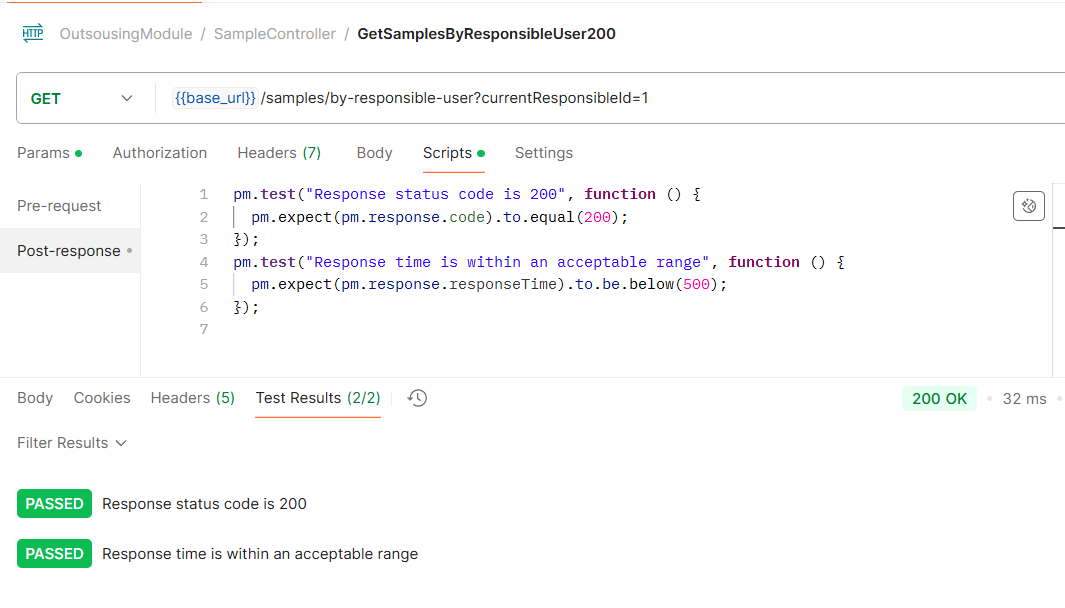 HTTP OutsousingModule / SampleController / GetSamplesByResponsibleUser200
GET {{base_url}} /samples/by-responsible-user?currentResponsibleId=1
Params Authorization Headers (7) Body Scripts Settings
Pre-request
Post-response
1 pm.test("Response status code is 200", function () {
2 pm.expect(pm.response.code).to.equal(200);
3 });
4 pm.test("Response time is within an acceptable range", function () {
5 pm.expect(pm.response.responseTime).to.be.below(500);
6 });
7
Body Cookies Headers (5) Test Results (2/2) 200 OK 32 ms
Filter Results
PASSED Response status code is 200
PASSED Response time is within an acceptable range